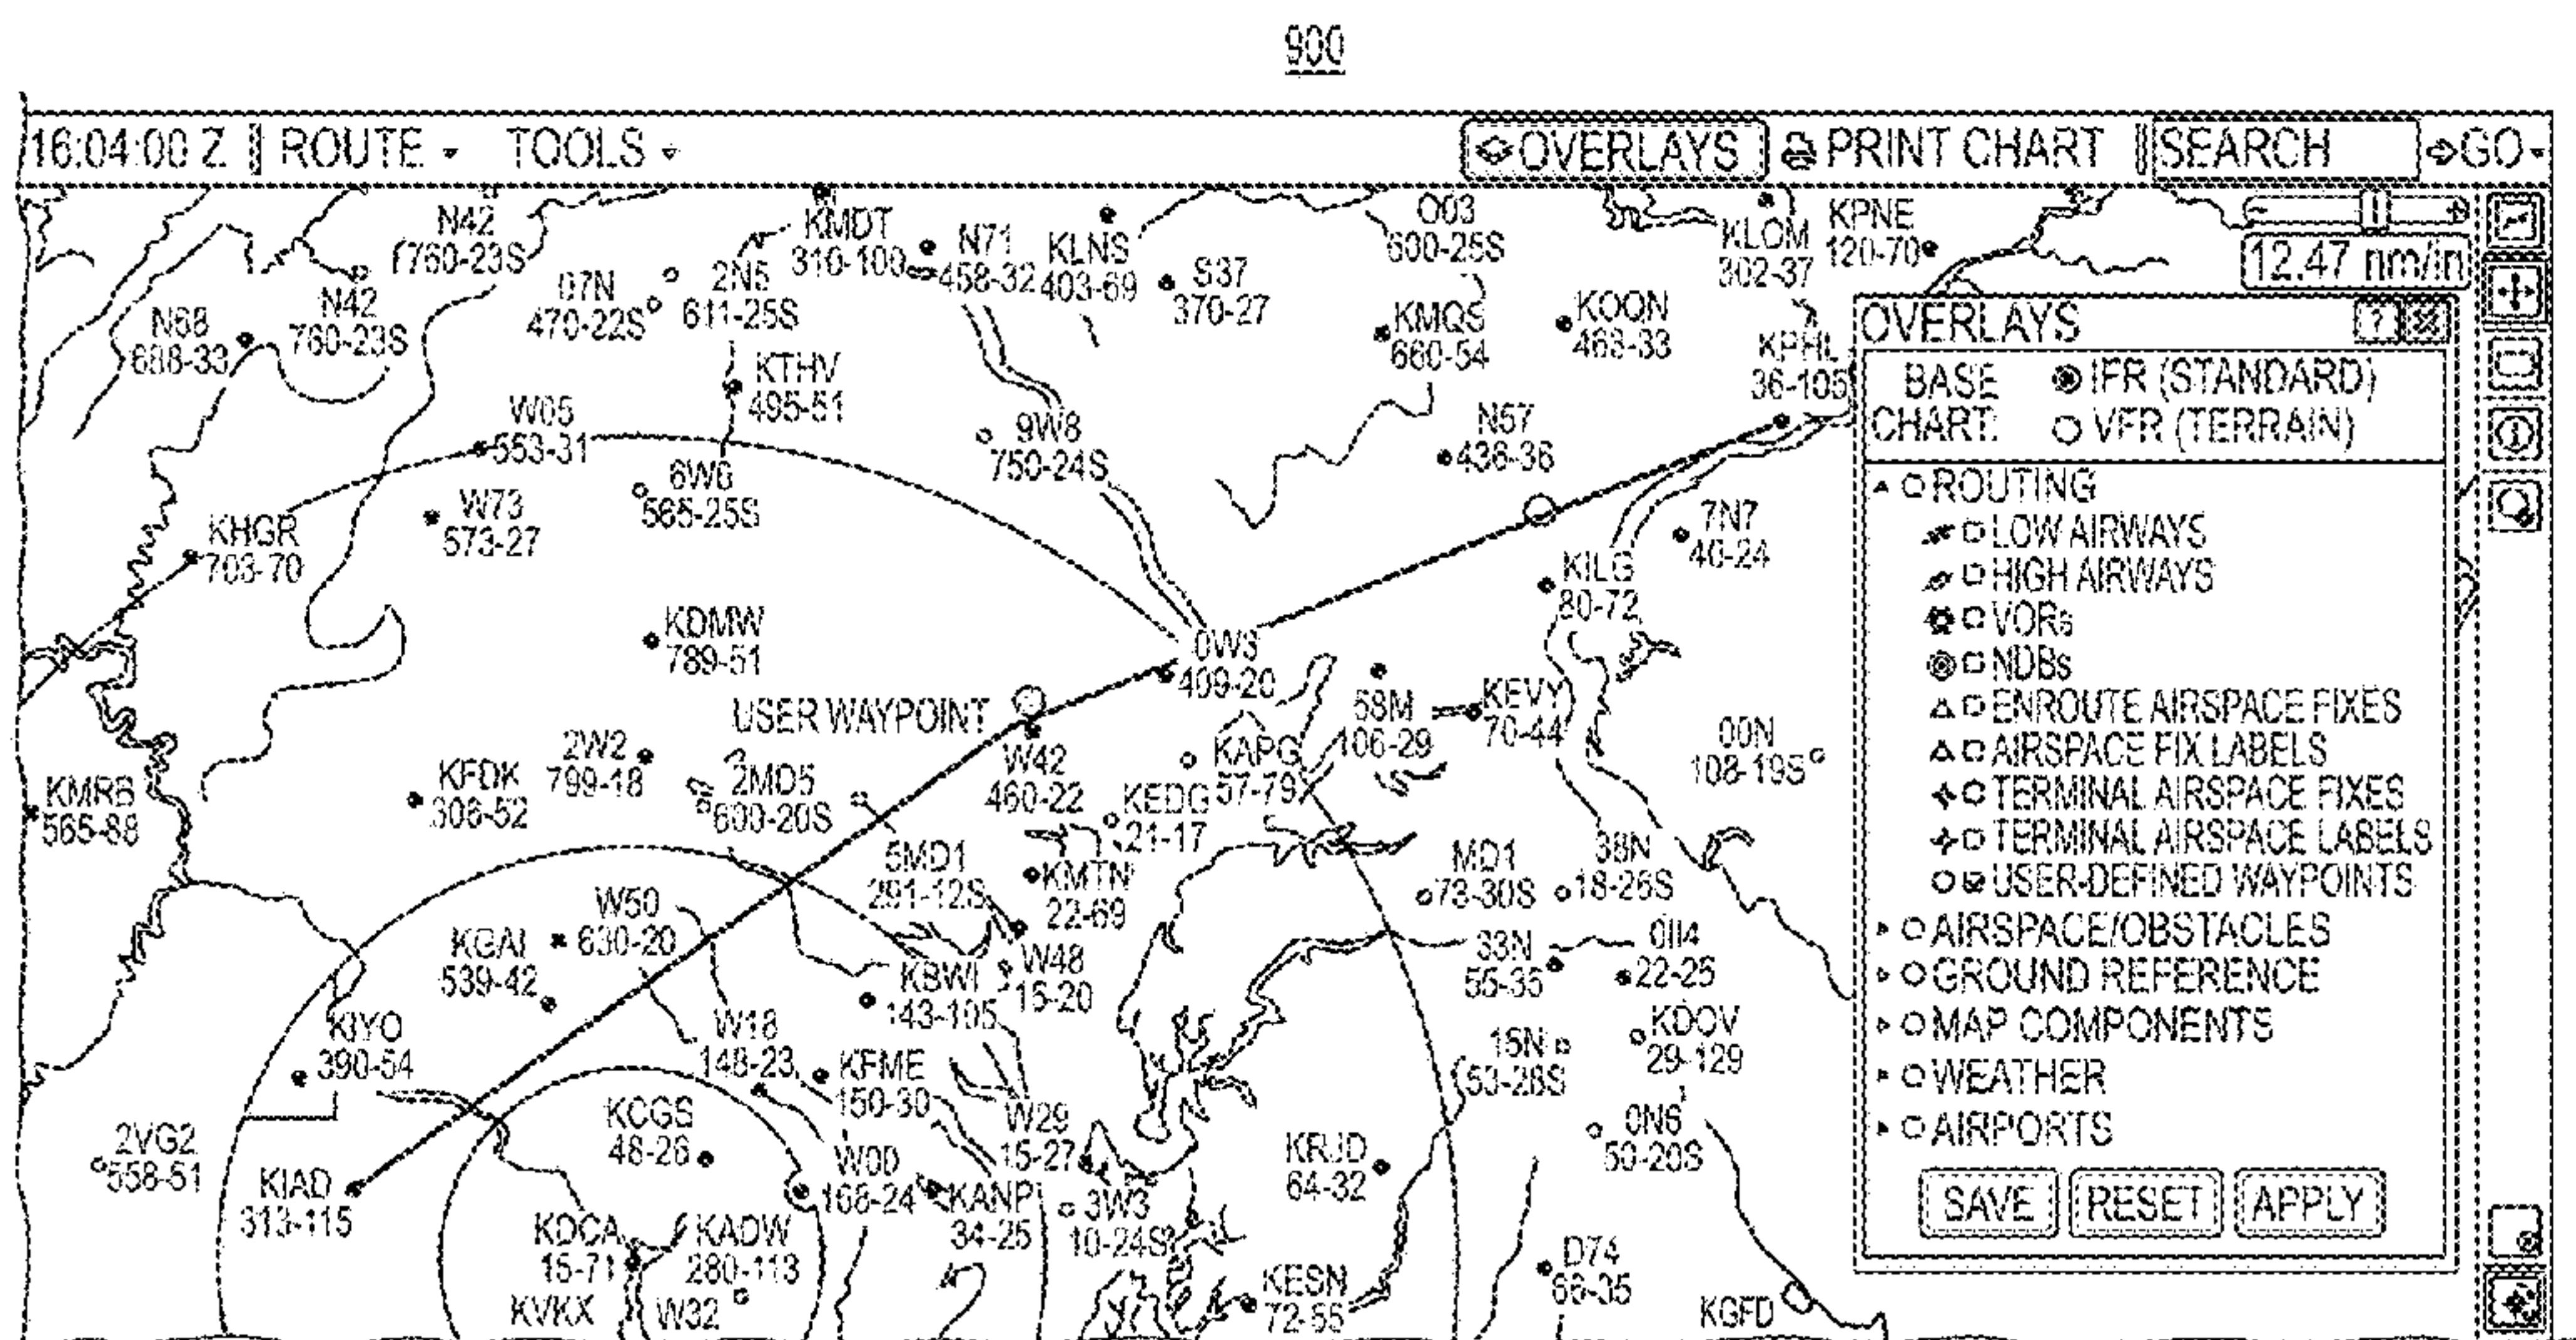 900
16:04:00 Z ROUTE TOOLS OVERLAYS PRINT CHART SEARCH GO
N42
760-23S
KMDT
310-100
N71
458-32
KLNS
403-69
O03
600-25S
KLOM
302-37
KPNE
120-70
12.47 nm/in
N68
688-33
N42
760-23S
07N
470-22S
2N5
611-25S
S37
370-27
KMQS
660-54
KOQN
468-33
KPHL
36-105
KTHV
495-51
W05
553-31
9W8
750-24S
N57
436-36
6W6
565-25S
W73
573-27
KHGR
703-70
7N7
40-24
KILG
80-72
KDMW
789-51
0W3
409-20
USER WAYPOINT
58M
106-29
KEVY
70-44
00N
108-19S
2W2
799-18
W42
460-22
KAPG
57-79
KFDK
306-52
2MD5
600-20S
KEDG
21-17
KMRB
565-88
5MD1
291-12S
KMTN
22-69
MD1
73-30S
38N
18-26S
W50
630-20
KGAI
539-42
KBWI
143-105
W48
15-20
33N
55-35
22-25
KIYO
390-54
W18
148-23
KFME
150-30
15N
53-28S
KDOV
29-129
KCGS
48-26
W29
15-27
2VG2
558-51
KRJD
64-32
0N6
50-20S
KIAD
313-115
W00
168-24
KANP
34-25
3W3
10-24S
KDCA
15-71
KADW
280-113
D74
66-35
KESN
72-55
KVKX
W32
KGFD
OVERLAYS ?
BASE CHART: IFR (STANDARD)
VFR (TERRAIN)
ROUTING
LOW AIRWAYS
HIGH AIRWAYS
VORs
NDBs
ENROUTE AIRSPACE FIXES
AIRSPACE FIX LABELS
TERMINAL AIRSPACE FIXES
TERMINAL AIRSPACE LABELS
USER-DEFINED WAYPOINTS
AIRSPACE/OBSTACLES
GROUND REFERENCE
MAP COMPONENTS
WEATHER
AIRPORTS
SAVE RESET APPLY